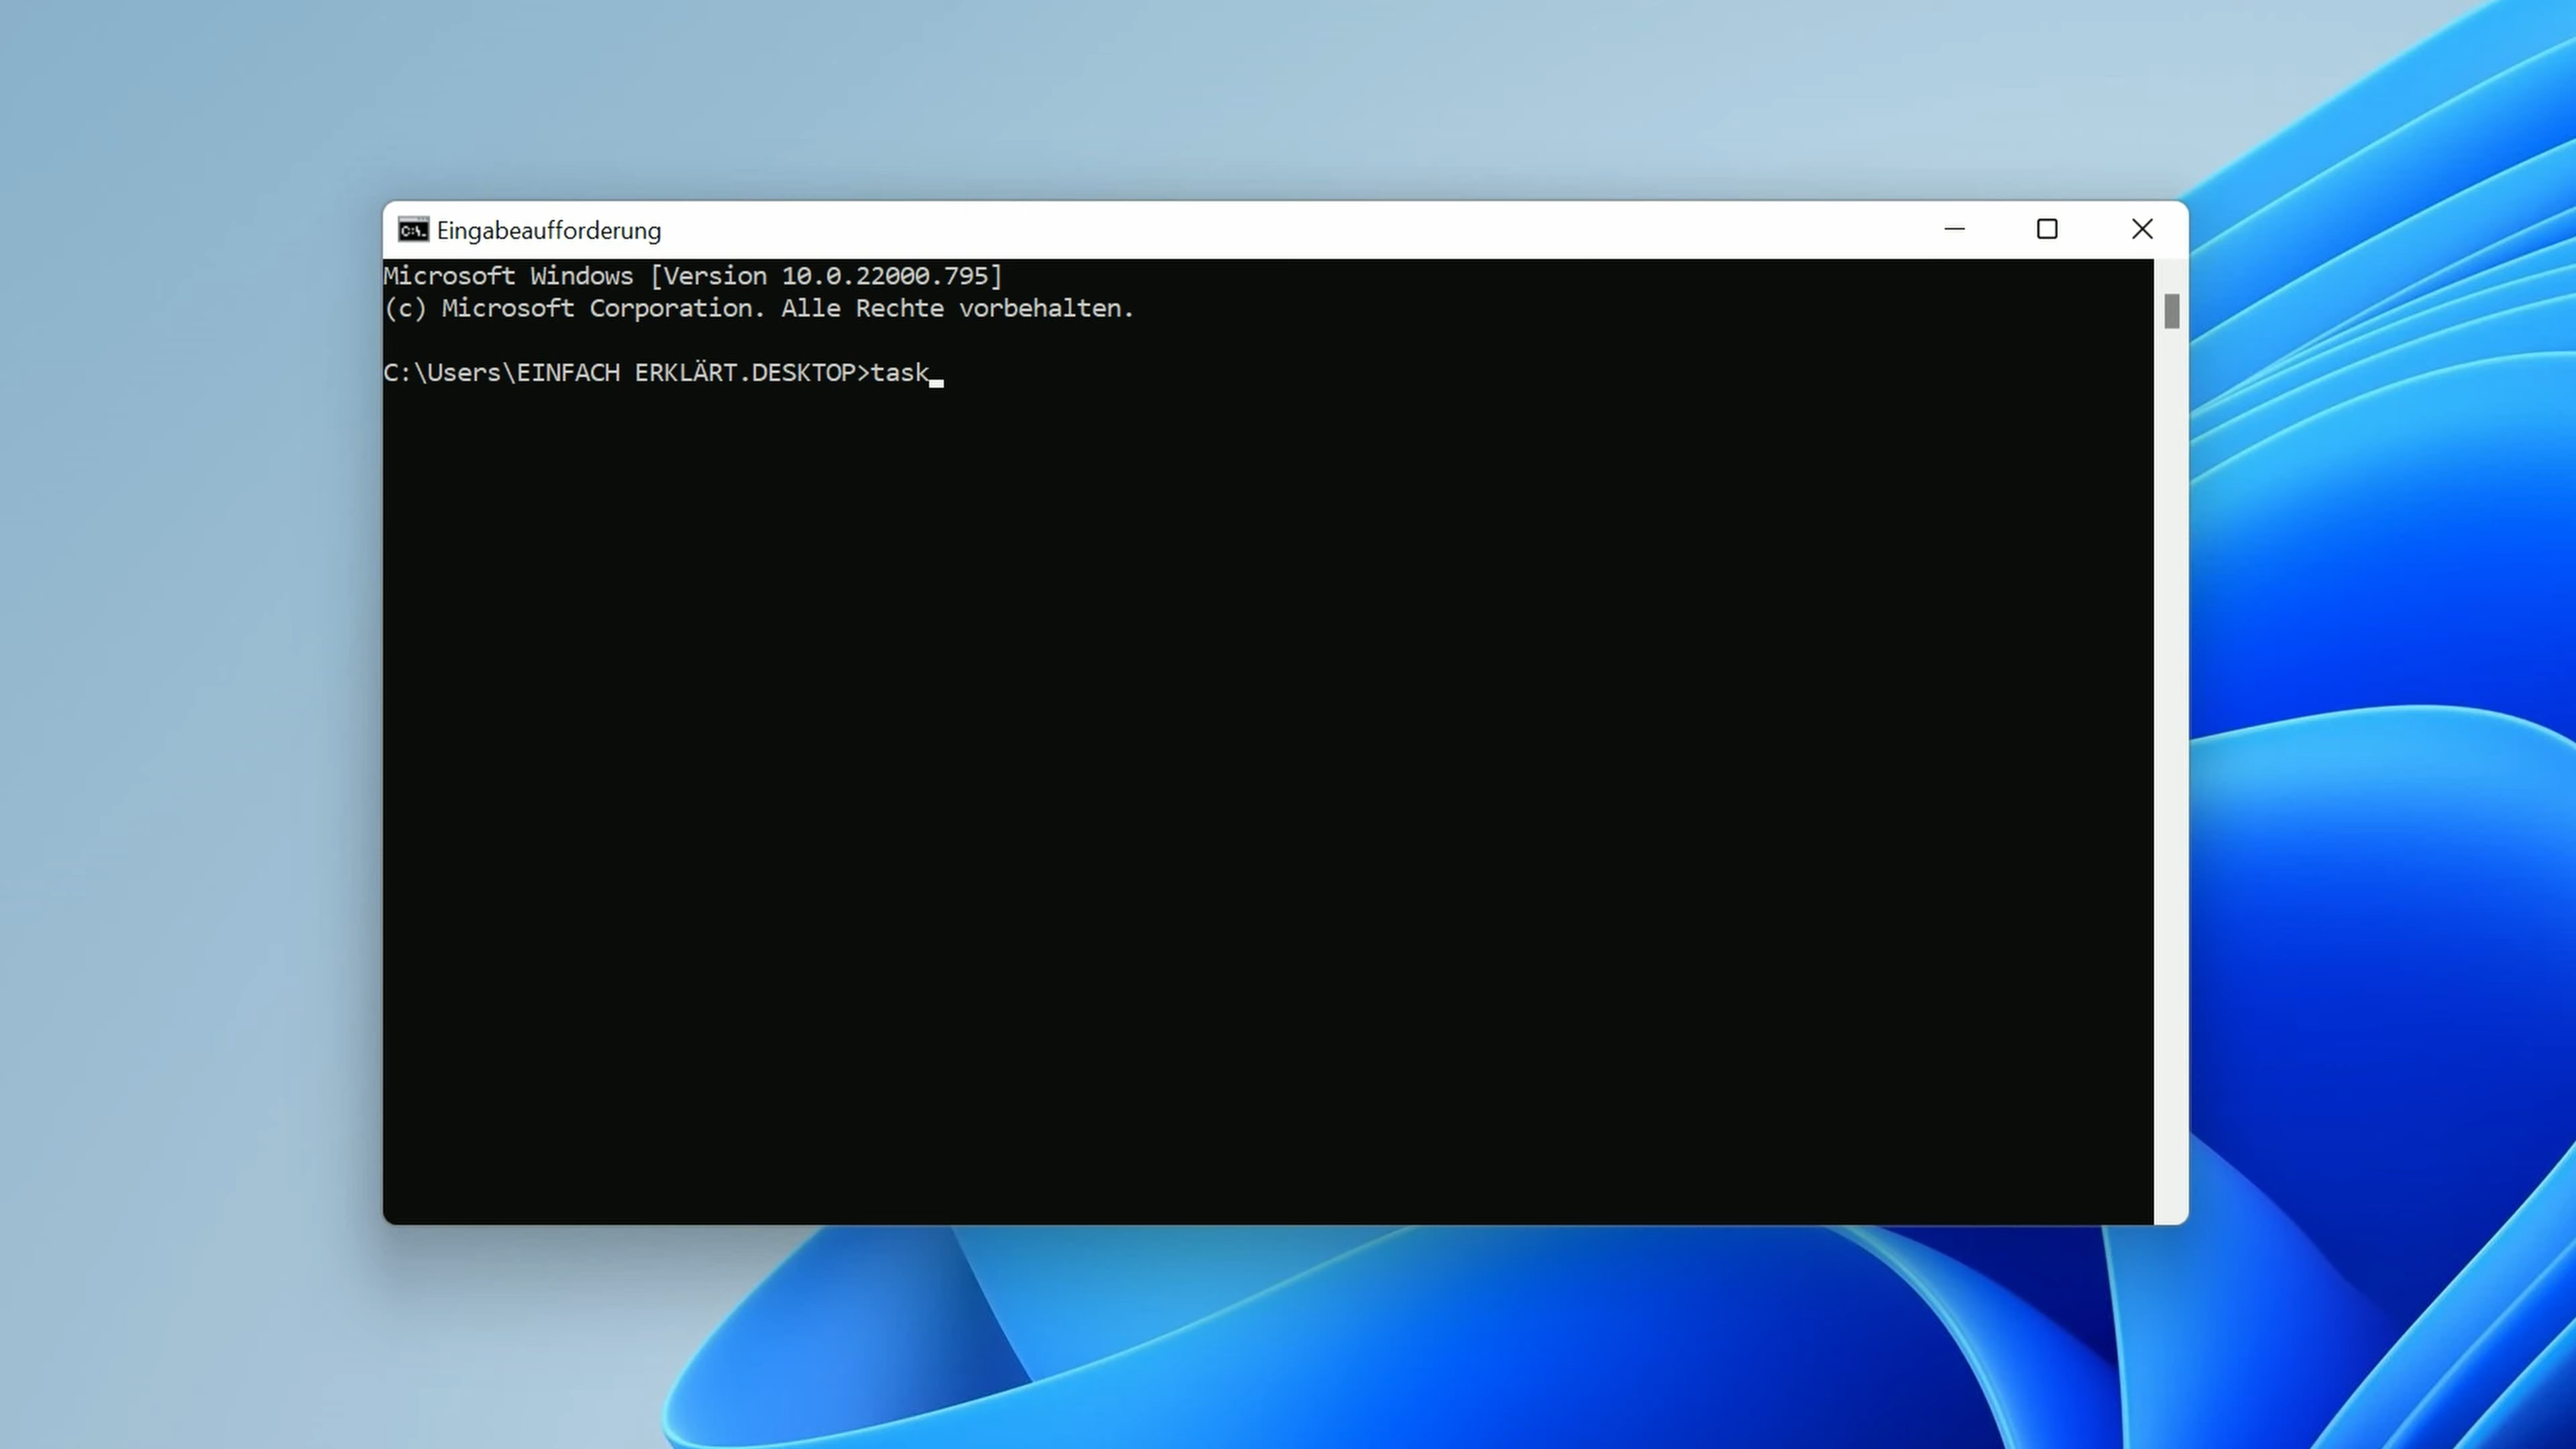 Eingabeaufforderung
Microsoft Windows [Version 10.0.22000.795]
(c) Microsoft Corporation. Alle Rechte vorbehalten.
C:\Users\EINFACH ERKLÄRT.DESKTOP>task